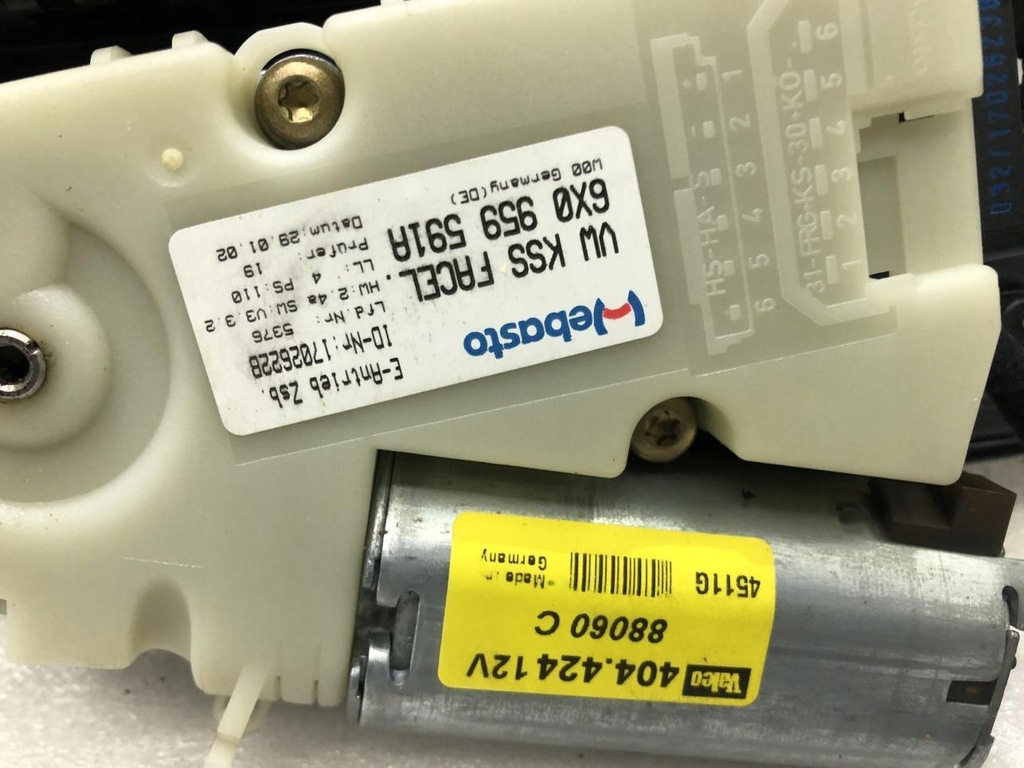 Webasto
VW KSS FACEL.
6X0 959 591A
W00 Germany(DE)
E-Antrieb Zsb.
ID-Nr:1702622B
Lfd.Nr: 5376
HW:2.4a SW:V3.3.2
LL: 4 PS:110
Prüfer: 19
Datum:29.01.02
HS-HA-S
1 2 3 4 5 6
31-FRG-KS-30+KO-
1 2 3 4 5 6
Valeo 404.424 12V
88060 C
4511G
Made in
Germany